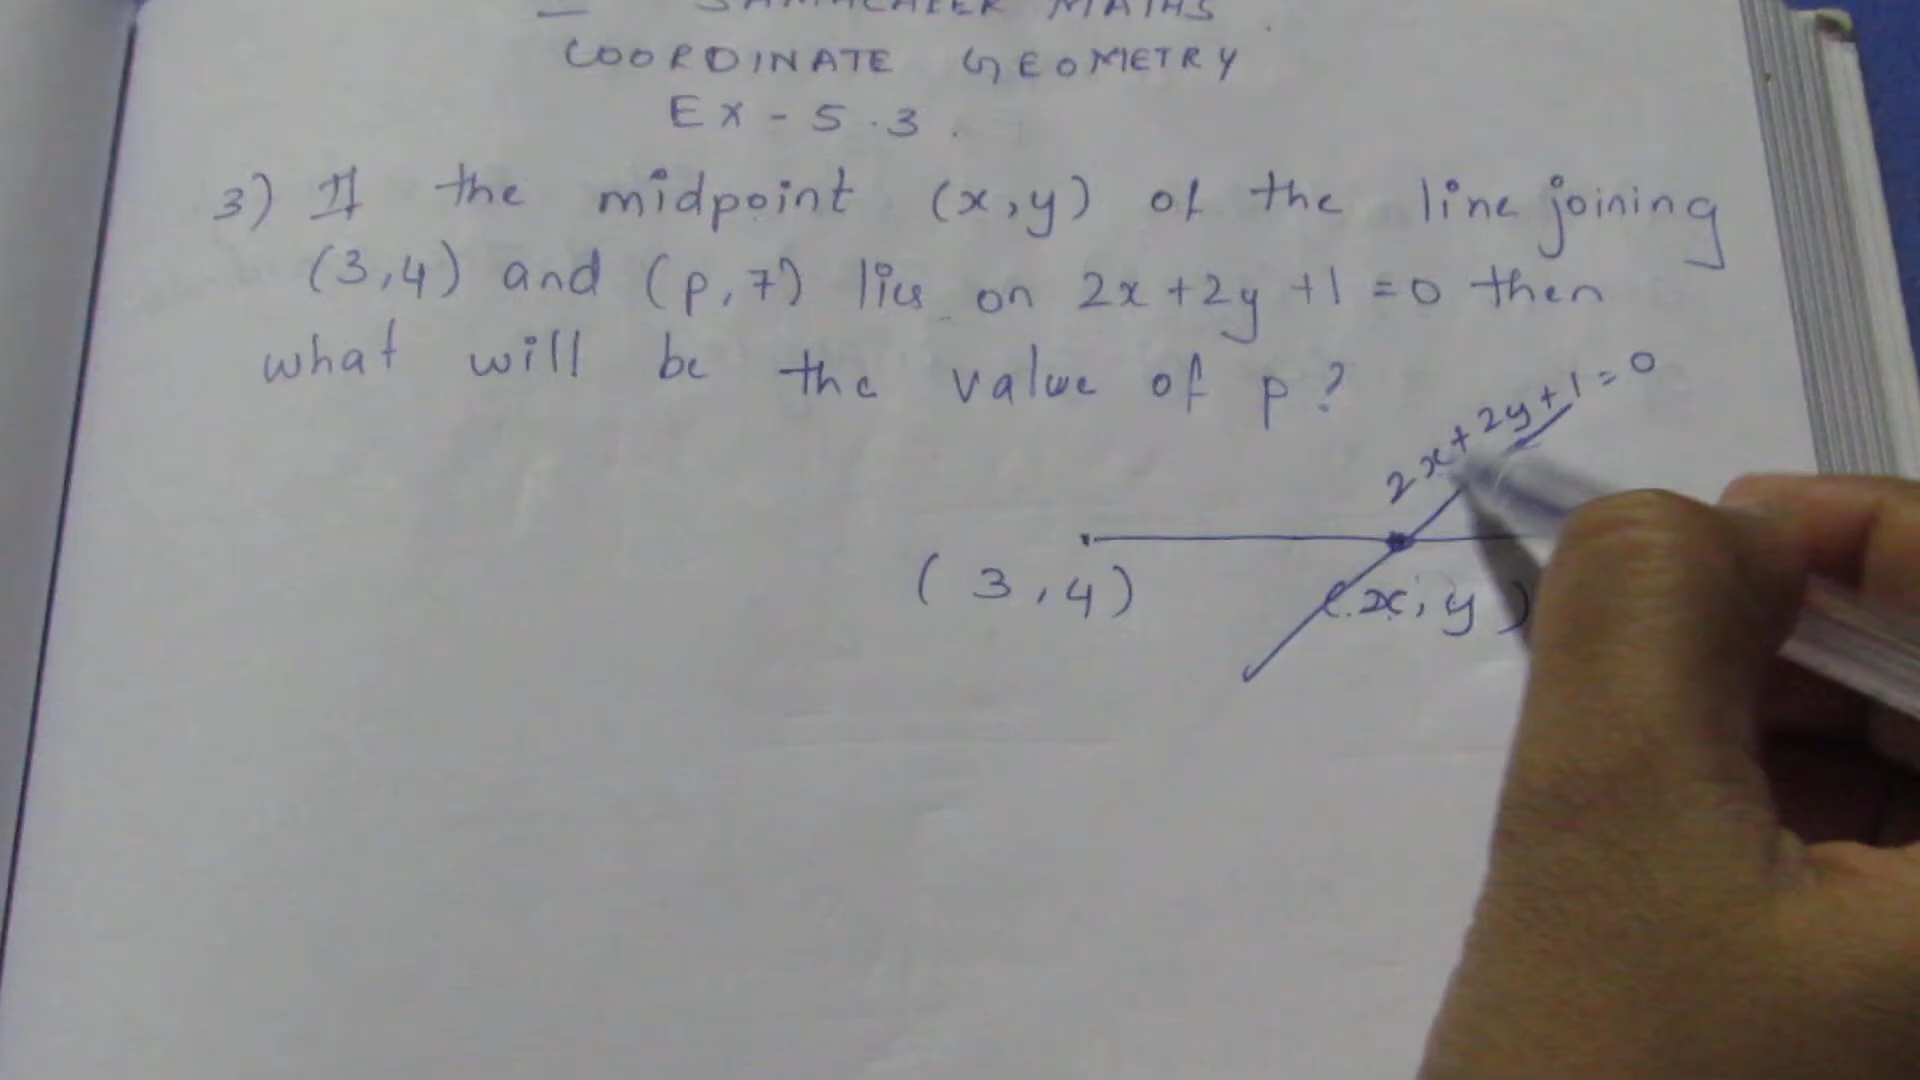 MATHS
COORDINATE GEOMETRY
EX - 5.3.
3) If the midpoint (x,y) of the line joining
(3,4) and (p,7) lies on 2x+2y+1=0 then
what will be the value of p?
2x+2y+1=0
(3,4) (x,y)